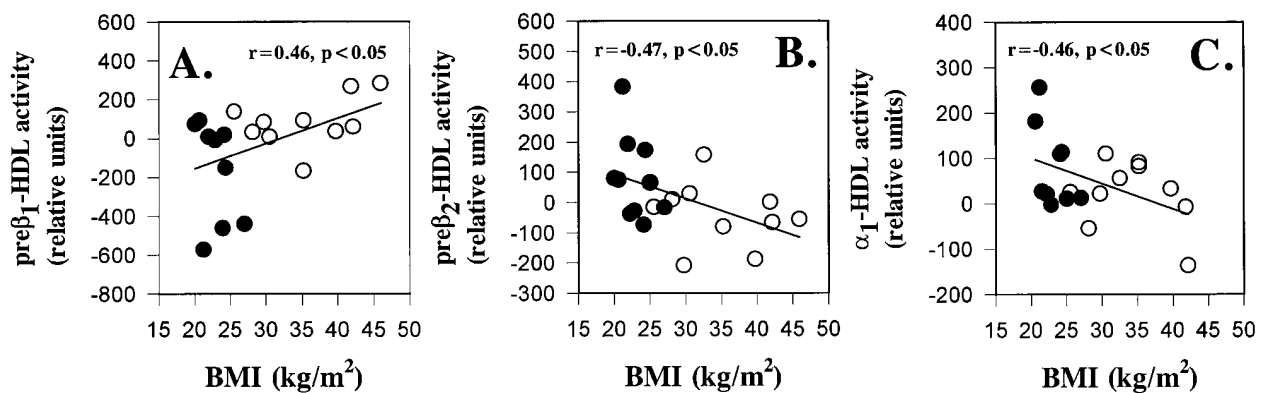 A.
r=0.46, p<0.05
preβ1-HDL activity
(relative units)
600
400
200
0
-200
-400
-600
-800
15 20 25 30 35 40 45 50
BMI (kg/m²)
B.
r=-0.47, p<0.05
preβ2-HDL activity
(relative units)
600
500
400
300
200
100
0
-100
-200
-300
15 20 25 30 35 40 45 50
BMI (kg/m²)
C.
r=-0.46, p<0.05
α1-HDL activity
(relative units)
400
300
200
100
0
-100
-200
15 20 25 30 35 40 45 50
BMI (kg/m²)